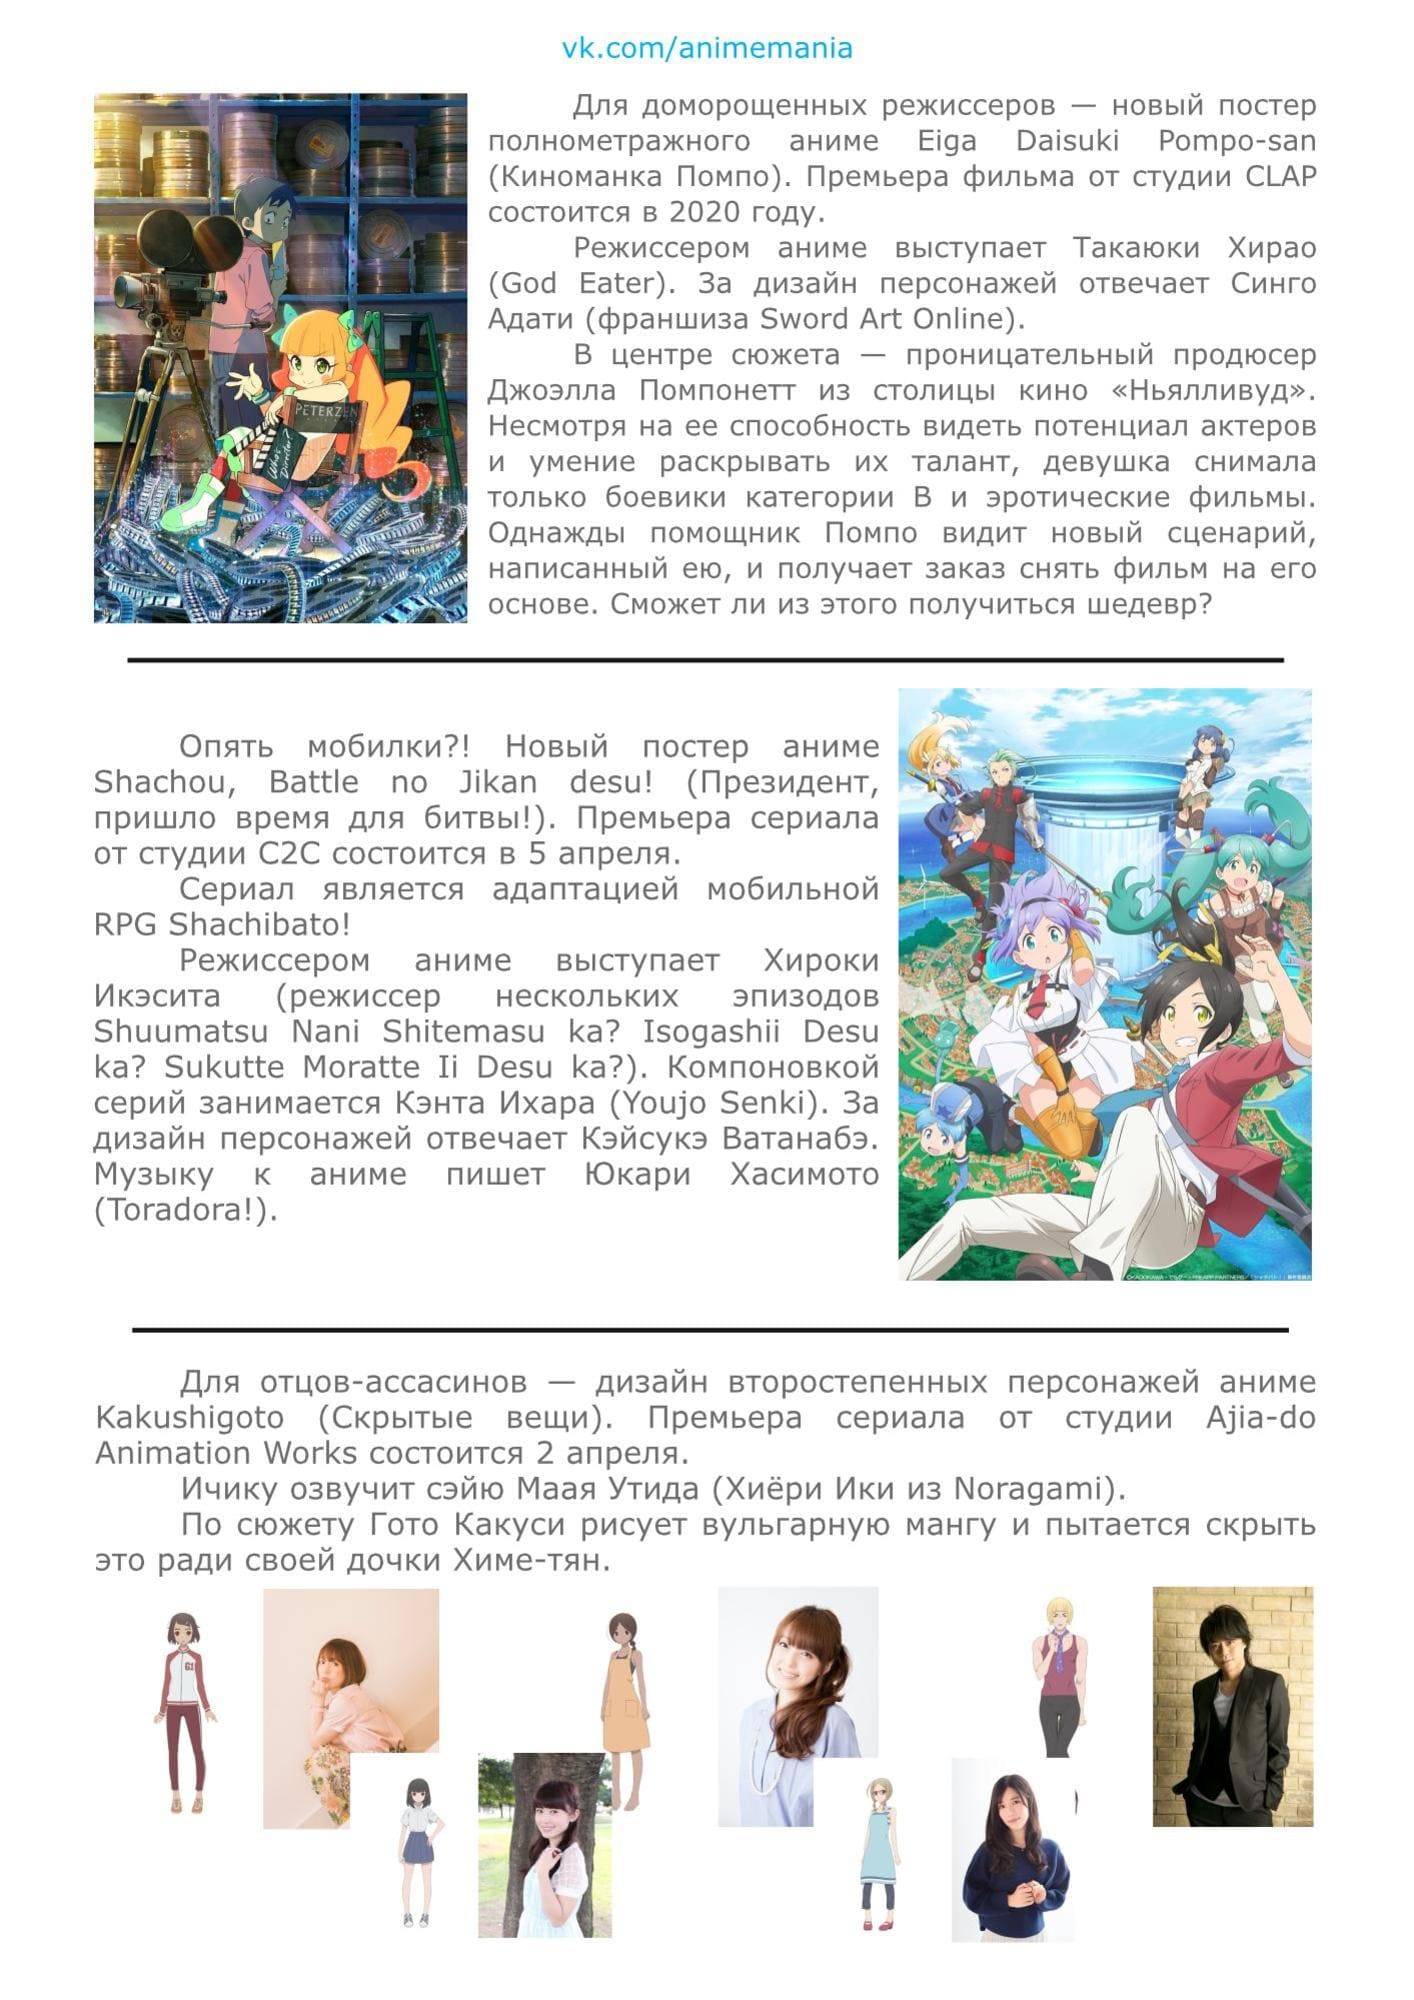 vk.com/animemania
Для доморощенных режиссеров — новый постер
полнометражного аниме Eiga Daisuki Pompo-san
(Киноманка Помпо). Премьера фильма от студии CLAP
состоится в 2020 году.
Режиссером аниме выступает Такаюки Хирао
(God Eater). За дизайн персонажей отвечает Синго
Адати (франшиза Sword Art Online).
В центре сюжета — проницательный продюсер
Джоэлла Помпонетт из столицы кино «Ньялливуд».
Несмотря на ее способность видеть потенциал актеров
и умение раскрывать их талант, девушка снимала
только боевики категории B и эротические фильмы.
Однажды помощник Помпо видит новый сценарий,
написанный ею, и получает заказ снять фильм на его
основе. Сможет ли из этого получиться шедевр?
PETERZEN
Who's
Director?
Опять мобилки?! Новый постер аниме
Shachou, Battle no Jikan desu! (Президент,
пришло время для битвы!). Премьера сериала
от студии C2C состоится в 5 апреля.
Сериал является адаптацией мобильной
RPG Shachibato!
Режиссером аниме выступает Хироки
Икэсита (режиссер нескольких эпизодов
Shuumatsu Nani Shitemasu ka? Isogashii Desu
ka? Sukutte Moratte Ii Desu ka?). Компоновкой
серий занимается Кэнта Ихара (Youjo Senki). За
дизайн персонажей отвечает Кэйсукэ Ватанабэ.
Музыку к аниме пишет Юкари Хасимото
(Toradora!).
Для отцов-ассасинов — дизайн второстепенных персонажей аниме
Kakushigoto (Скрытые вещи). Премьера сериала от студии Ajia-do
Animation Works состоится 2 апреля.
Ичику озвучит сэйю Маая Утида (Хиёри Ики из Noragami).
По сюжету Гото Какуси рисует вульгарную мангу и пытается скрыть
это ради своей дочки Химе-тян.
G1